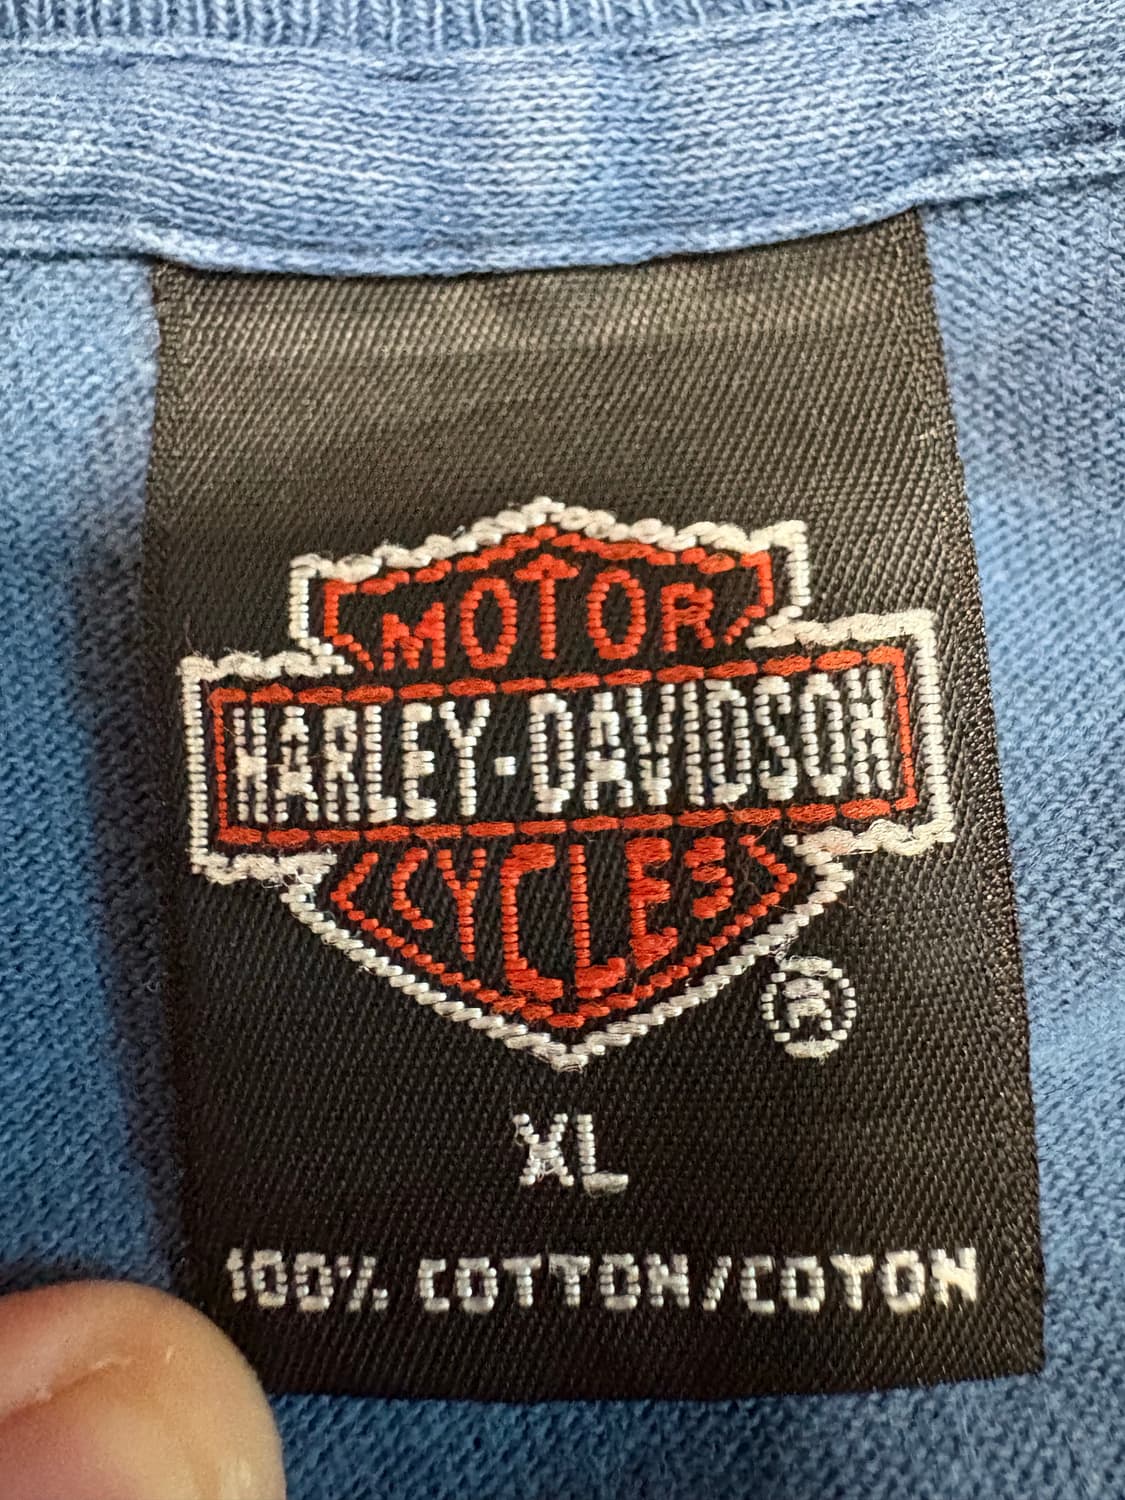 MOTOR
HARLEY-DAVIDSON
CYCLES
®
XL
100% COTTON/COTON